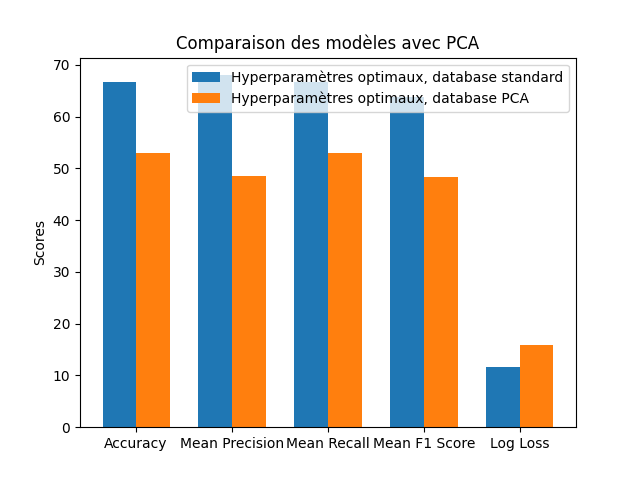 Comparaison des modèles avec PCA
Hyperparamètres optimaux, database standard
Hyperparamètres optimaux, database PCA
Scores
70
60
50
40
30
20
10
0
Accuracy Mean Precision Mean Recall Mean F1 Score Log Loss